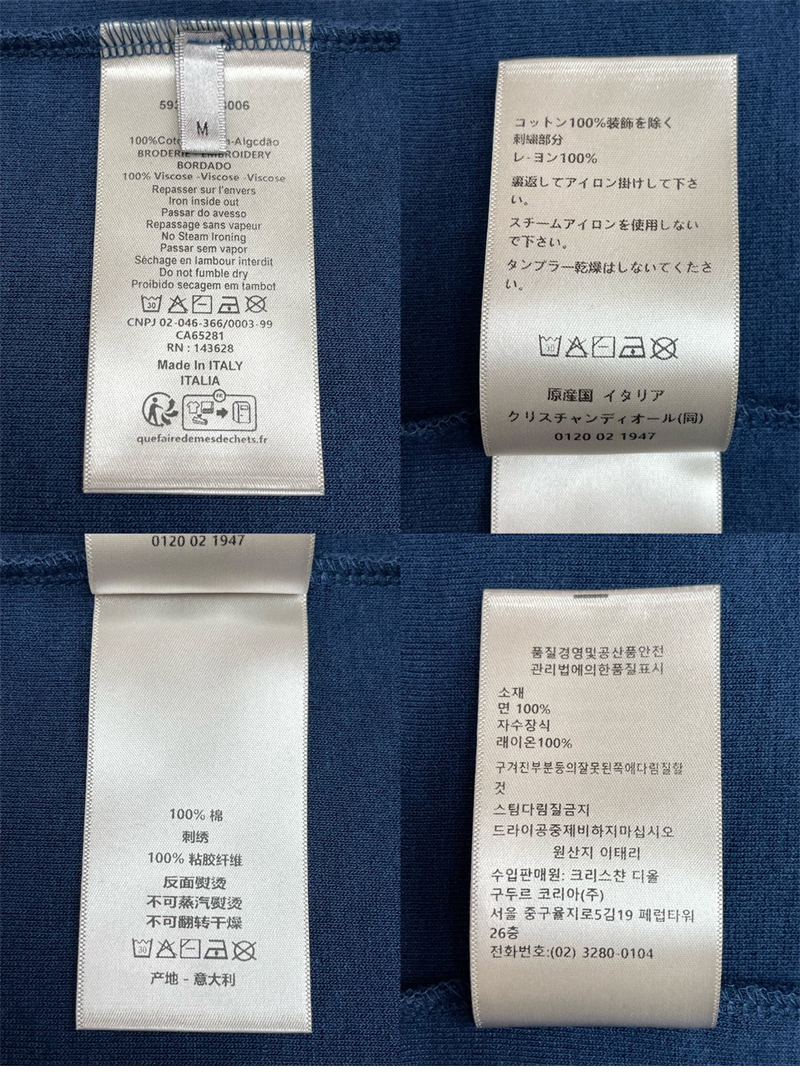 M
100%
BRODERIE
EMBROIDERY
BORDADO
100% Viscose -Viscose -Viscose
Repasser sur l'envers
Iron inside out
Passar do avesso
Repassage sans vapeur
No Steam Ironing
Passar sem vapor
Séchage en lambour interdit
Do not fumble dry
Proibido secagem em tambot
30
CNPJ 02-046-366/0003-99
CA65281
RN : 143628
Made In ITALY
ITALIA
FR
quefairedemesdechets.fr
コットン100%装飾を除く
刺繍部分
レ-ヨン100%
裏返してアイロン掛けして下さ
い。
スチームアイロンを使用しない
で下さい。
タンブラー乾燥はしないてくださ
い。
30
原産国 イタリア
クリスチャンディオール(同)
0120 02 1947
0120 02 1947
100% 棉
刺绣
100% 粘胶纤维
反面熨烫
不可蒸汽熨烫
不可翻转干燥
30
产地 - 意大利
품질경영및공산품안전
관리법에의한품질표시
소재
면 100%
자수장식
래이온100%
구겨진부분등의잘못된쪽에다림질할
것
스팀다림질금지
드라이공중제비하지마십시오
원산지 이태리
수입판매원: 크리스챤 디올
구두르 코리아(주)
서울 중구율지로5김19 페럽타워
26층
전화번호:(02) 3280-0104